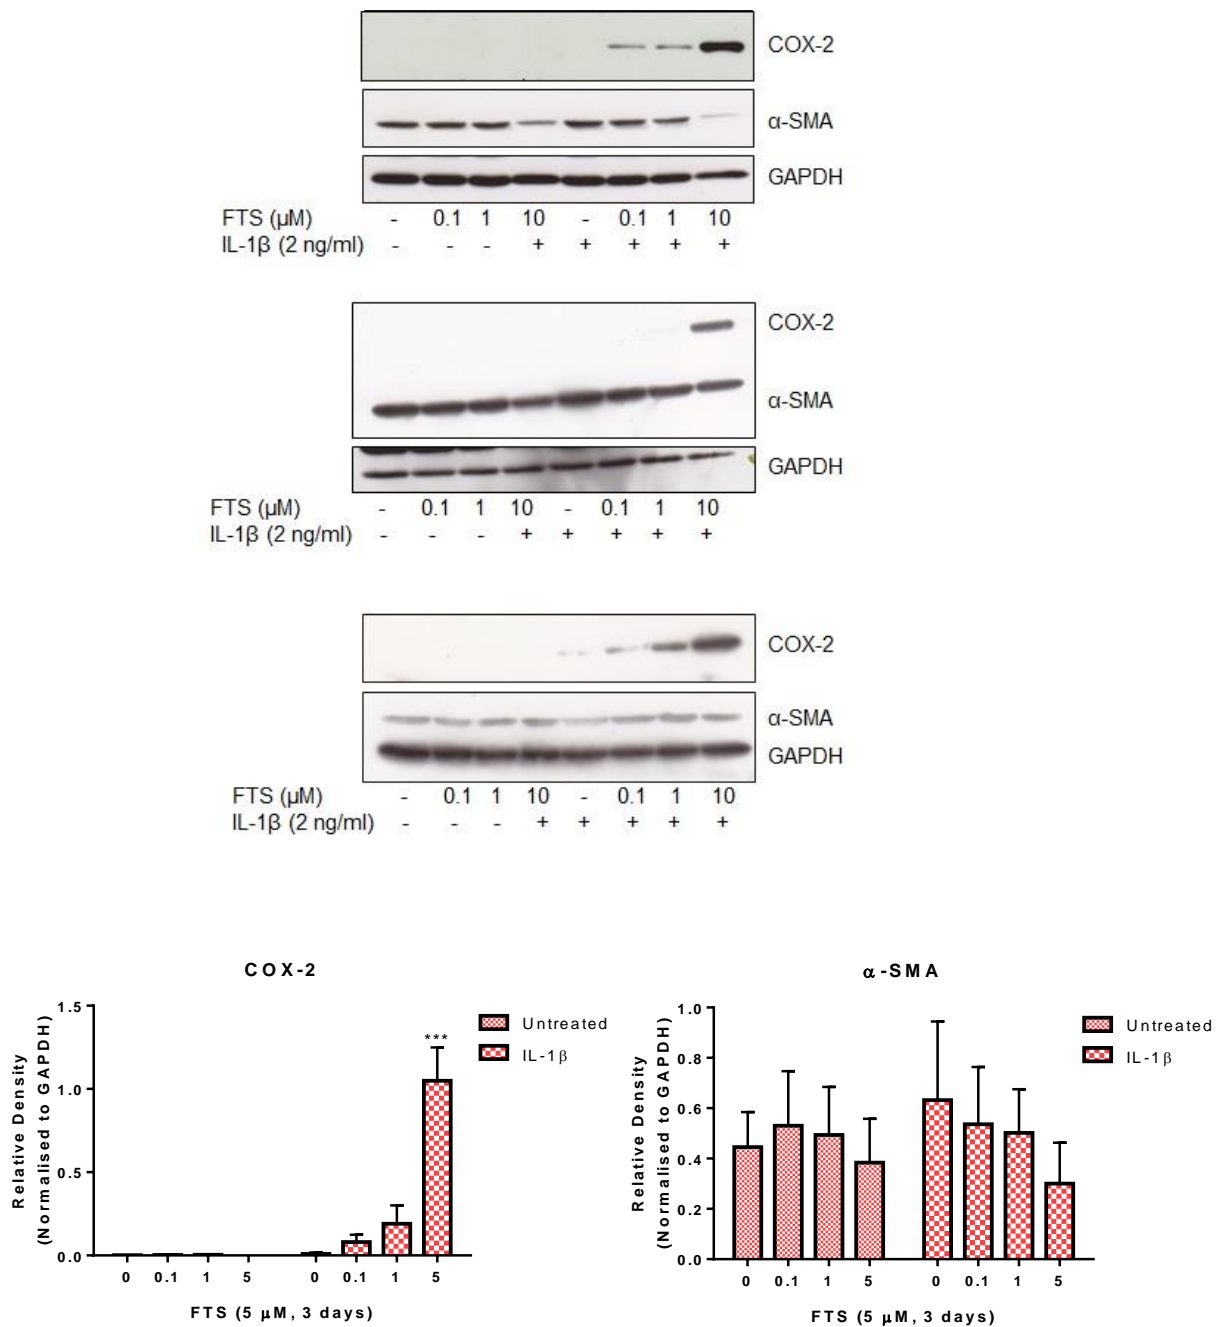 COX-2
α-SMA
GAPDH
FTS (µM) - 0.1 1 10 - 0.1 1 10
IL-1β (2 ng/ml) - - - + + + + +
COX-2
α-SMA
GAPDH
FTS (µM) - 0.1 1 10 - 0.1 1 10
IL-1β (2 ng/ml) - - - + + + + +
COX-2
α-SMA
GAPDH
FTS (µM) - 0.1 1 10 - 0.1 1 10
IL-1β (2 ng/ml) - - - + + + + +
COX-2
Relative Density
(Normalised to GAPDH)
1.5
1.0
0.5
0.0
***
Untreated
IL-1β
0 0.1 1 5 0 0.1 1 5
FTS (5 µM, 3 days)
α-SMA
Relative Density
(Normalised to GAPDH)
1.0
0.8
0.6
0.4
0.2
0.0
Untreated
IL-1β
0 0.1 1 5 0 0.1 1 5
FTS (5 µM, 3 days)